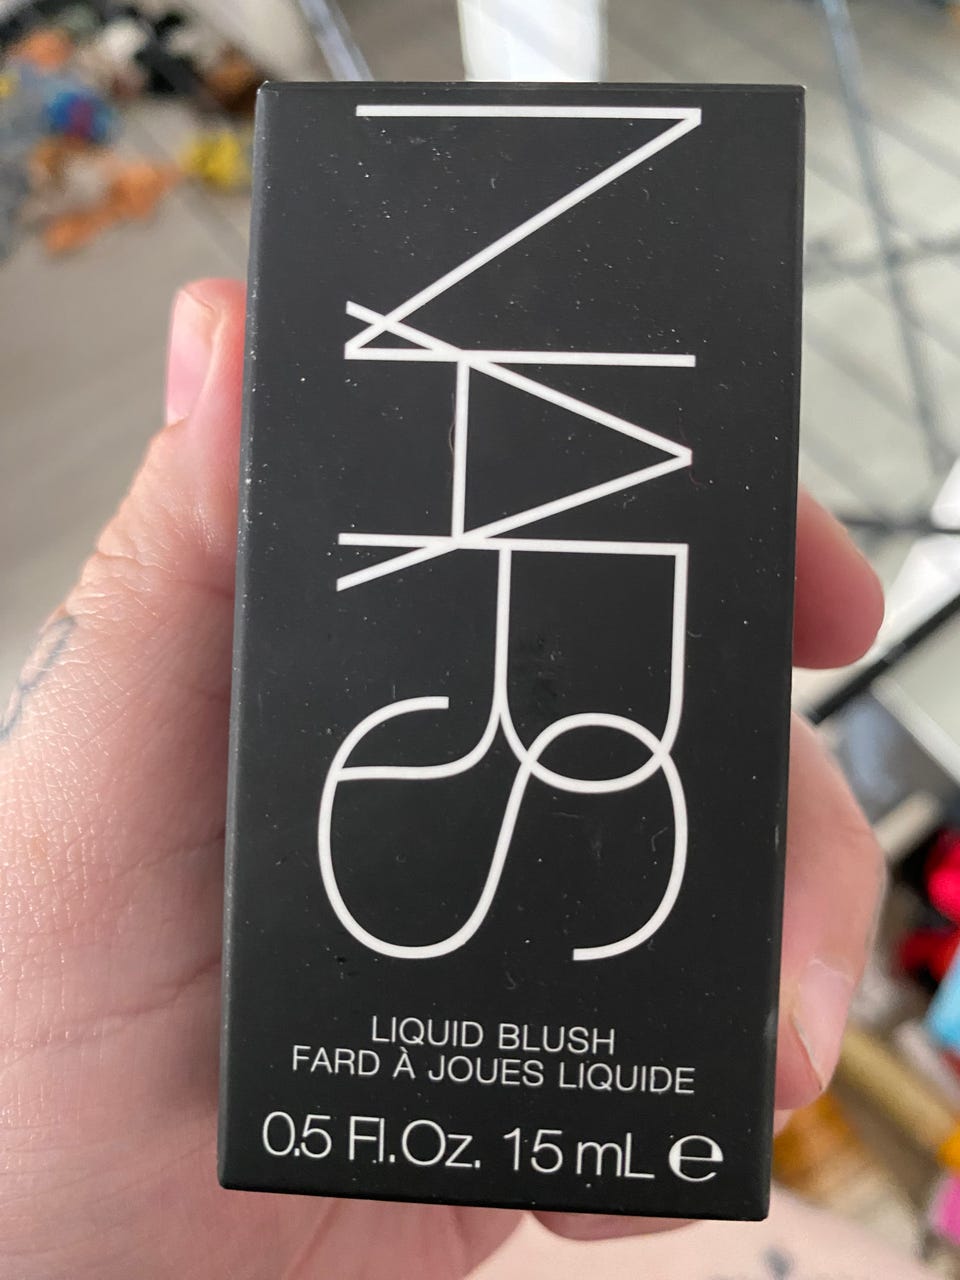 NARS
LIQUID BLUSH
FARD À JOUES LIQUIDE
0.5 Fl.Oz. 15 mL ℮